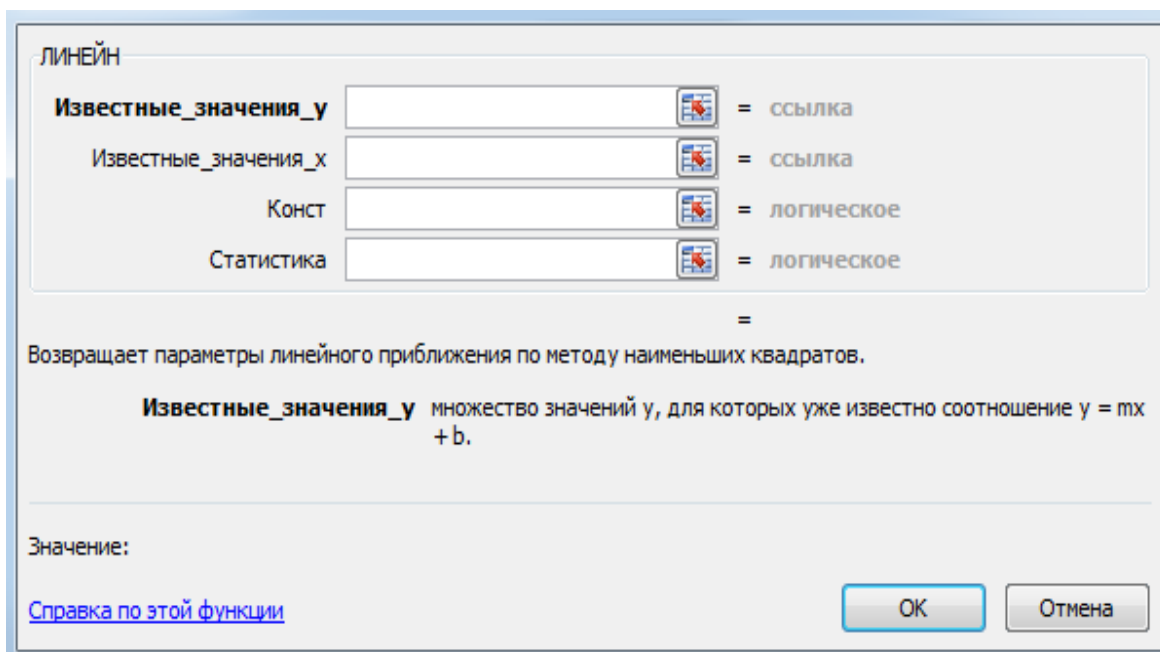 ЛИНЕЙН
Известные_значения_y = ссылка
Известные_значения_x = ссылка
Конст = логическое
Статистика = логическое
=
Возвращает параметры линейного приближения по методу наименьших квадратов.
Известные_значения_y множество значений y, для которых уже известно соотношение y = mx
+ b.
Значение:
Справка по этой функции OK Отмена